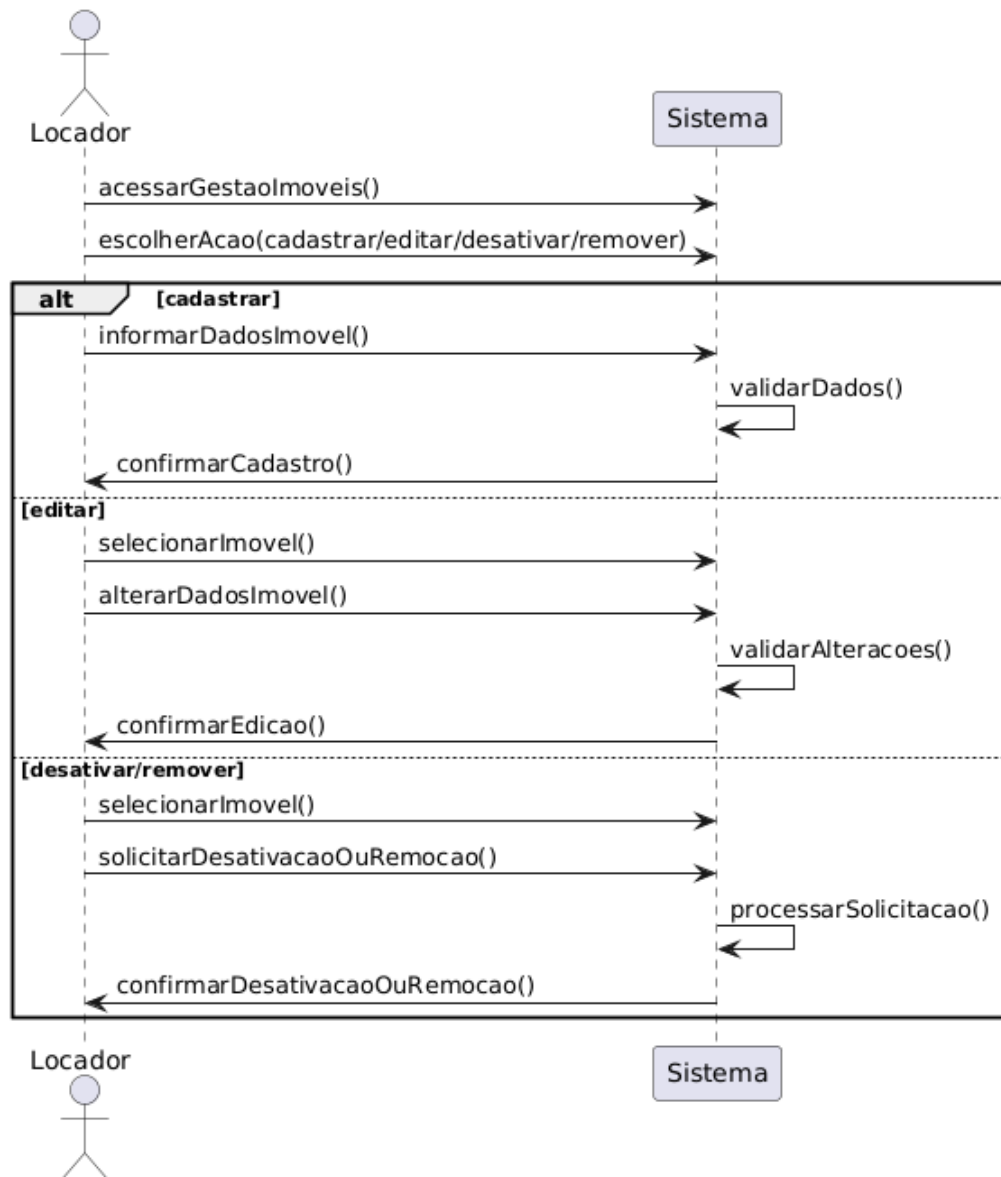 Locador
Sistema
acessarGestaoImoveis()
escolherAcao(cadastrar/editar/desativar/remover)
alt [cadastrar]
informarDadosImovel()
validarDados()
confirmarCadastro()
[editar]
selecionarImovel()
alterarDadosImovel()
validarAlteracoes()
confirmarEdicao()
[desativar/remover]
selecionarImovel()
solicitarDesativacaoOuRemocao()
processarSolicitacao()
confirmarDesativacaoOuRemocao()
Locador
Sistema